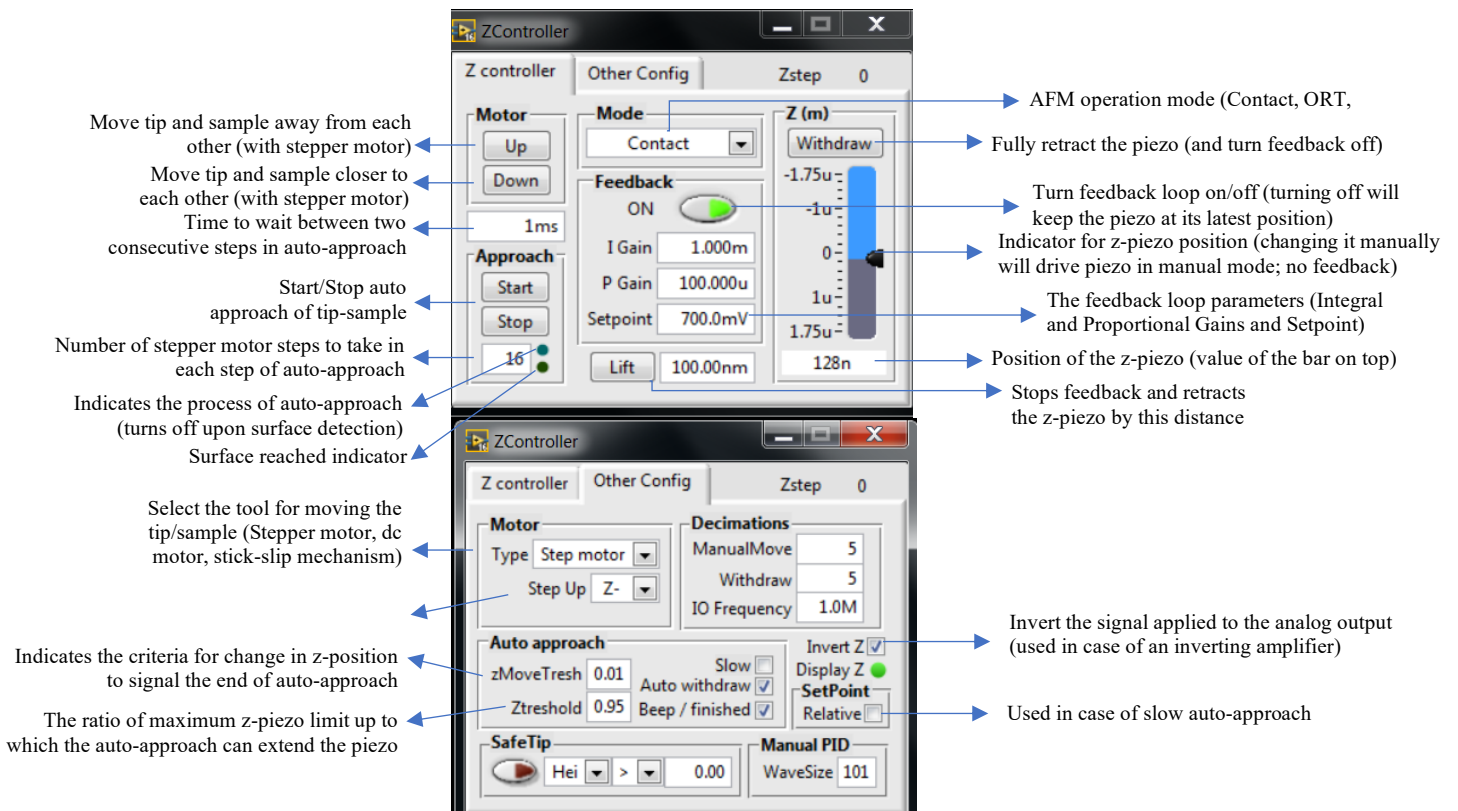 ZController
Z controller
Other Config
Zstep 0
Motor
Up
Down
1ms
Approach
Start
Stop
16
Mode
Contact
Feedback
ON
I Gain 1.000m
P Gain 100.000u
Setpoint 700.0mV
Lift 100.00nm
Z (m)
Withdraw
-1.75u
-1u
0
1u
1.75u
128n
Move tip and sample away from each
other (with stepper motor)
Move tip and sample closer to
each other (with stepper motor)
Time to wait between two
consecutive steps in auto-approach
Start/Stop auto
approach of tip-sample
Number of stepper motor steps to take in
each step of auto-approach
Indicates the process of auto-approach
(turns off upon surface detection)
Surface reached indicator
AFM operation mode (Contact, ORT,
Fully retract the piezo (and turn feedback off)
Turn feedback loop on/off (turning off will
keep the piezo at its latest position)
Indicator for z-piezo position (changing it manually
will drive piezo in manual mode; no feedback)
The feedback loop parameters (Integral
and Proportional Gains and Setpoint)
Position of the z-piezo (value of the bar on top)
Stops feedback and retracts
the z-piezo by this distance
ZController
Z controller
Other Config
Zstep 0
Motor
Type Step motor
Step Up Z-
Decimations
ManualMove 5
Withdraw 5
IO Frequency 1.0M
Auto approach
zMoveTresh 0.01
Ztreshold 0.95
Slow
Auto withdraw
Beep / finished
Invert Z
Display Z
SetPoint
Relative
SafeTip
Hei > 0.00
Manual PID
WaveSize 101
Select the tool for moving the
tip/sample (Stepper motor, dc
motor, stick-slip mechanism)
Indicates the criteria for change in z-position
to signal the end of auto-approach
The ratio of maximum z-piezo limit up to
which the auto-approach can extend the piezo
Invert the signal applied to the analog output
(used in case of an inverting amplifier)
Used in case of slow auto-approach